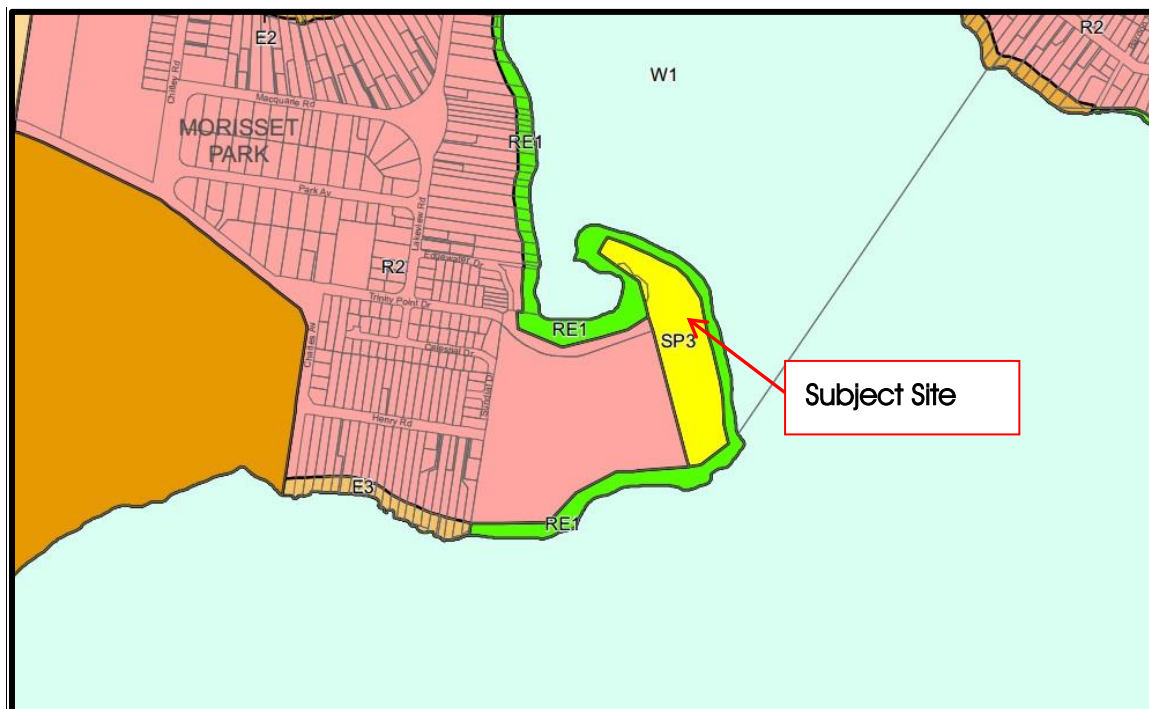 E2
R2
W1
Chifley Rd
Macquarie Rd
MORISSET
PARK
RE1
Park Av
Lakeview Rd
Edgewater Dr
R2
Trinity Point Dr
RE1
SP3
Charles Av
Celestial Dr
Subject Site
Sundial Dr
Henry Rd
E3
RE1